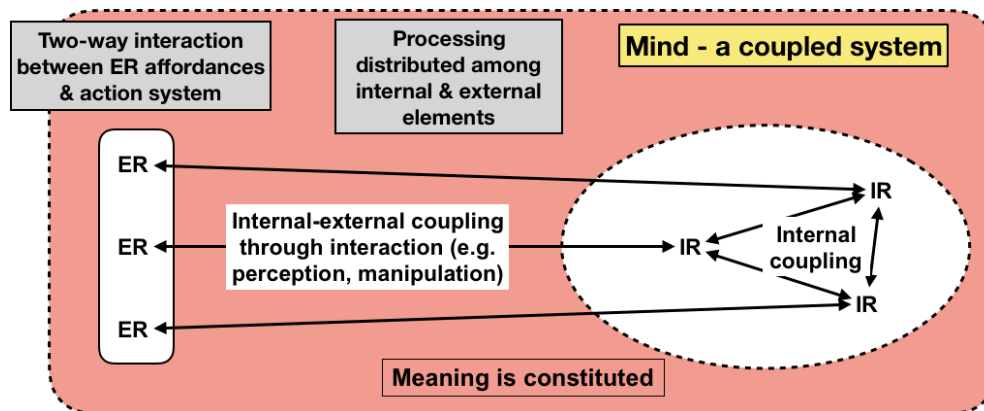 Two-way interaction
between ER affordances
& action system
Processing
distributed among
internal & external
elements
Mind - a coupled system
ER
ER
ER
Internal-external coupling
through interaction (e.g.
perception, manipulation)
IR
IR
Internal
coupling
IR
Meaning is constituted